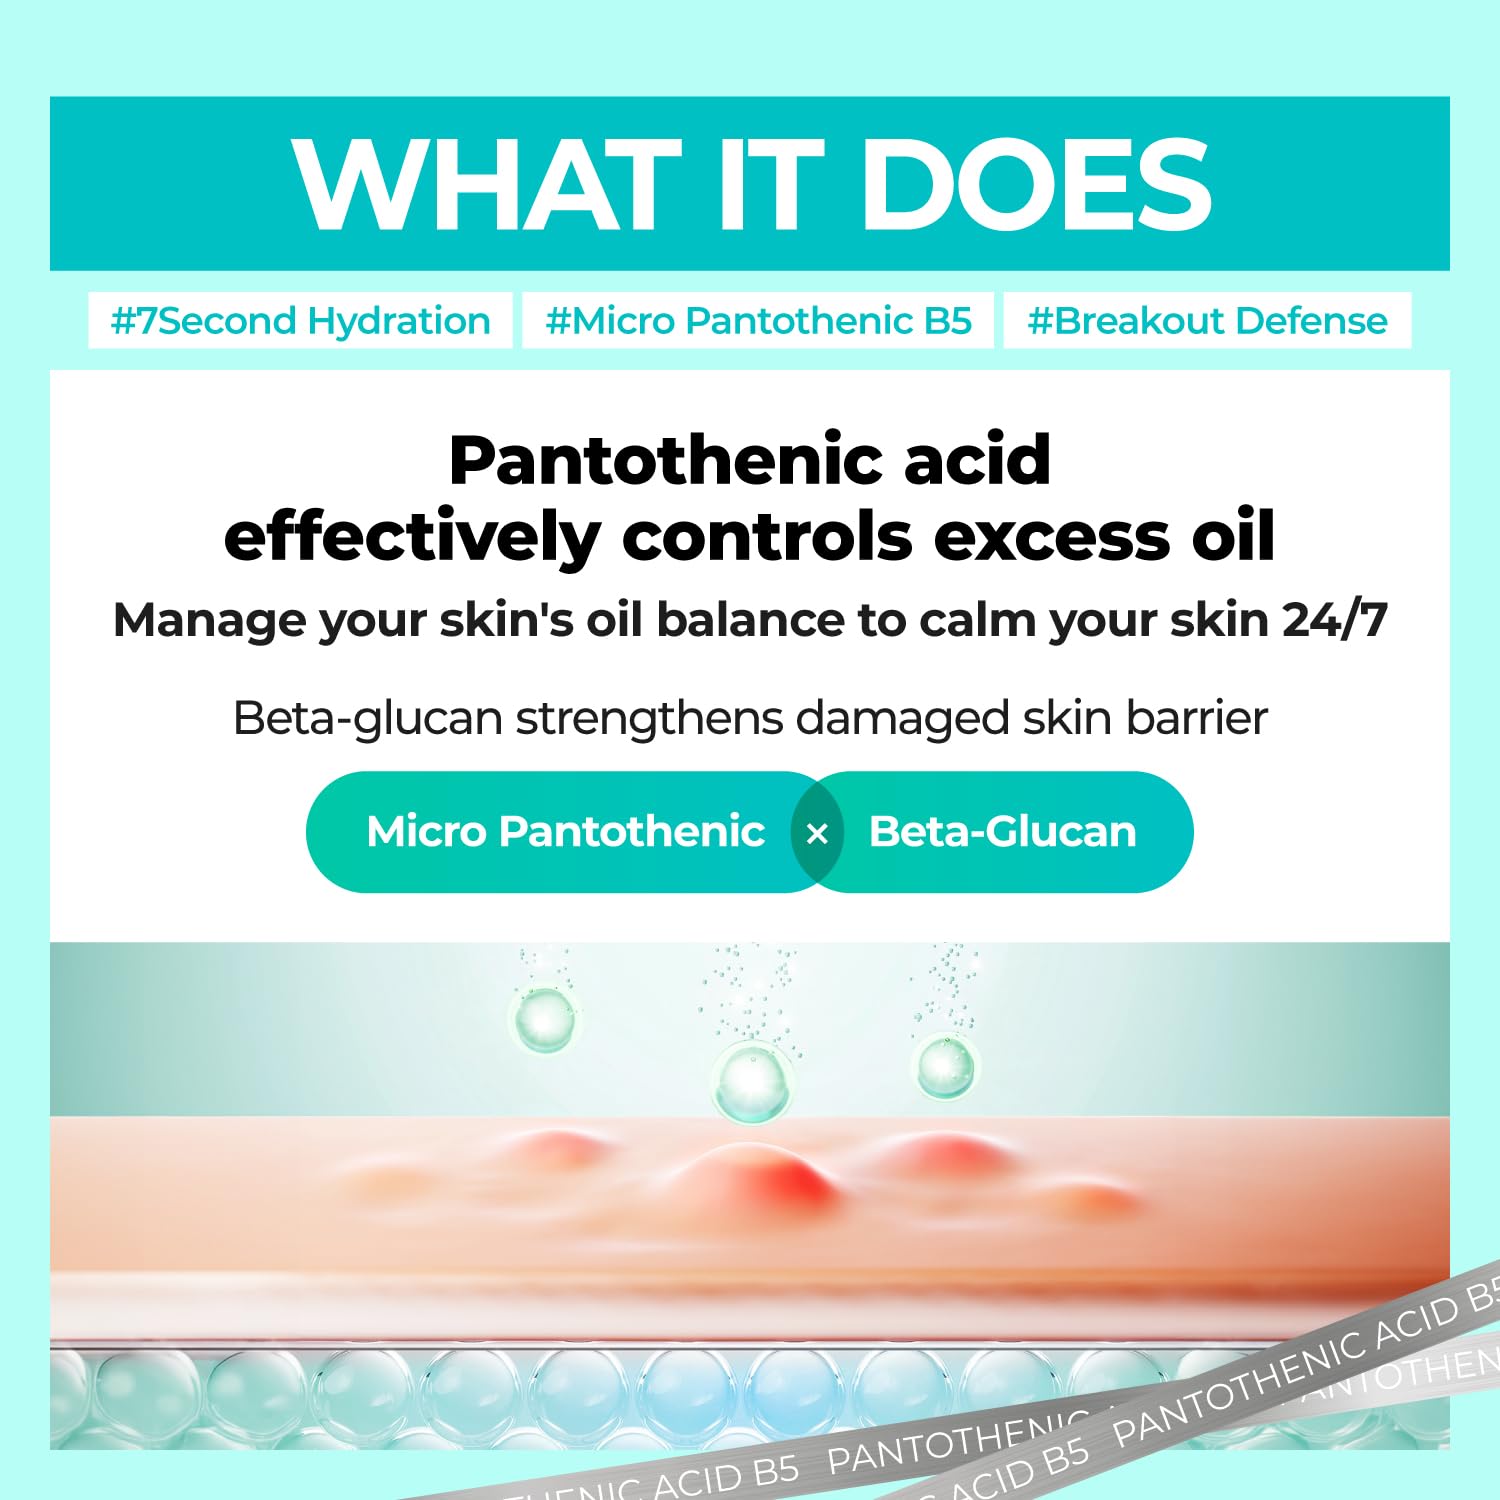 WHAT IT DOES
#7Second Hydration #Micro Pantothenic B5 #Breakout Defense
Pantothenic acid
effectively controls excess oil
Manage your skin's oil balance to calm your skin 24/7
Beta-glucan strengthens damaged skin barrier
Micro Pantothenic × Beta-Glucan
PANTOTHENIC ACID B5
ACID B5 PANTOTHENIC
ACID B5